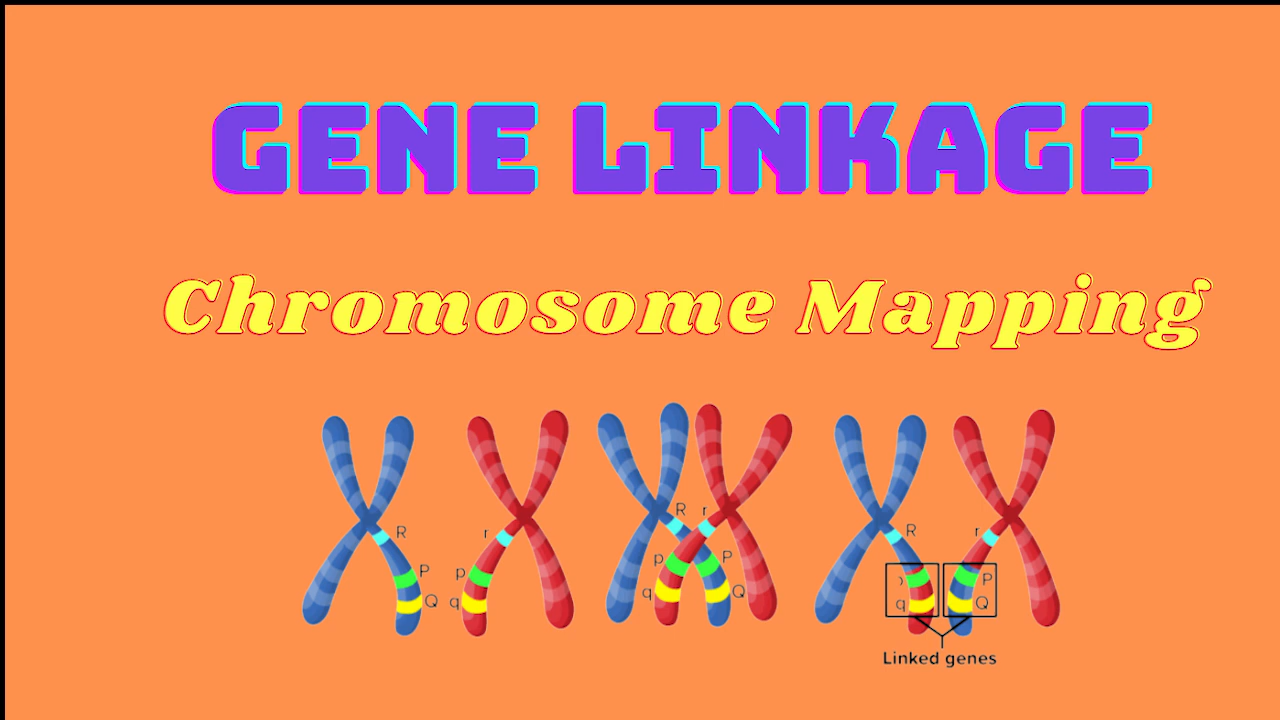 GENE LINKAGE
Chromosome Mapping
R r R r R r
P p p P P
Q q q Q q Q
Linked genes